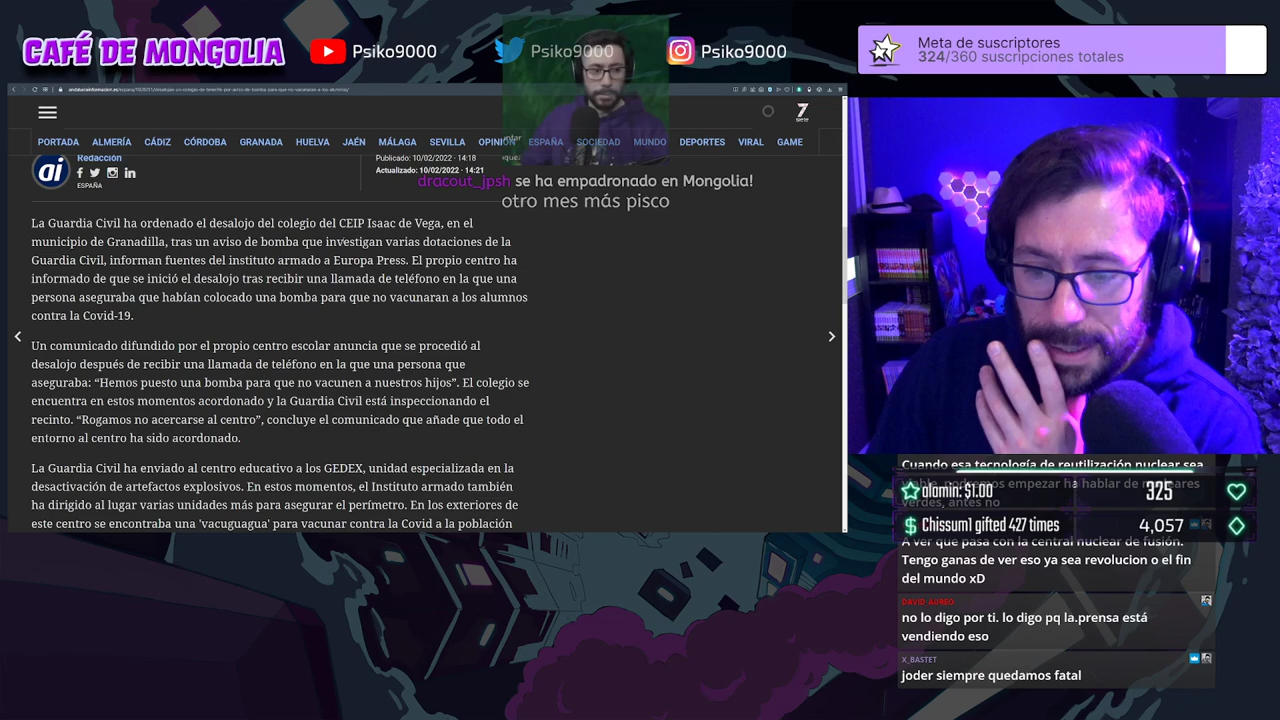 CAFÉ DE MONGOLIA
Psiko9000
Psiko9000
Psiko9000
Meta de suscriptores
324/360 suscripciones totales
PORTADA ALMERÍA CÁDIZ CÓRDOBA GRANADA HUELVA JAÉN MÁLAGA SEVILLA OPINIÓN ESPAÑA SOCIEDAD MUNDO DEPORTES VIRAL GAME
7
ai
Redacción
ESPAÑA
Publicado: 10/02/2022 · 14:18
Actualizado: 10/02/2022 · 14:21
dracout_jpsh se ha empadronado en Mongolia!
otro mes más pisco
La Guardia Civil ha ordenado el desalojo del colegio del CEIP Isaac de Vega, en el
municipio de Granadilla, tras un aviso de bomba que investigan varias dotaciones de la
Guardia Civil, informan fuentes del instituto armado a Europa Press. El propio centro ha
informado de que se inició el desalojo tras recibir una llamada de teléfono en la que una
persona aseguraba que habían colocado una bomba para que no vacunaran a los alumnos
contra la Covid-19.
Un comunicado difundido por el propio centro escolar anuncia que se procedió al
desalojo después de recibir una llamada de teléfono en la que una persona que
aseguraba: “Hemos puesto una bomba para que no vacunen a nuestros hijos”. El colegio se
encuentra en estos momentos acordonado y la Guardia Civil está inspeccionando el
recinto. “Rogamos no acercarse al centro”, concluye el comunicado que añade que todo el
entorno al centro ha sido acordonado.
La Guardia Civil ha enviado al centro educativo a los GEDEX, unidad especializada en la
desactivación de artefactos explosivos. En estos momentos, el Instituto armado también
ha dirigido al lugar varias unidades más para asegurar el perímetro. En los exteriores de
este centro se encontraba una 'vacuguagua' para vacunar contra la Covid a la población
Cuando esa tecnología de reutilización nuclear sea
viable, podremos empezar ha hablar de nucleares
verdes, antes no
alamin: $1.00 325
Chissum1 gifted 427 times 4,057
A ver que pasa con la central nuclear de fusión.
Tengo ganas de ver eso ya sea revolucion o el fin
del mundo xD
DAVID-AUREO
no lo digo por ti. lo digo pq la.prensa está
vendiendo eso
X_BASTET
joder siempre quedamos fatal